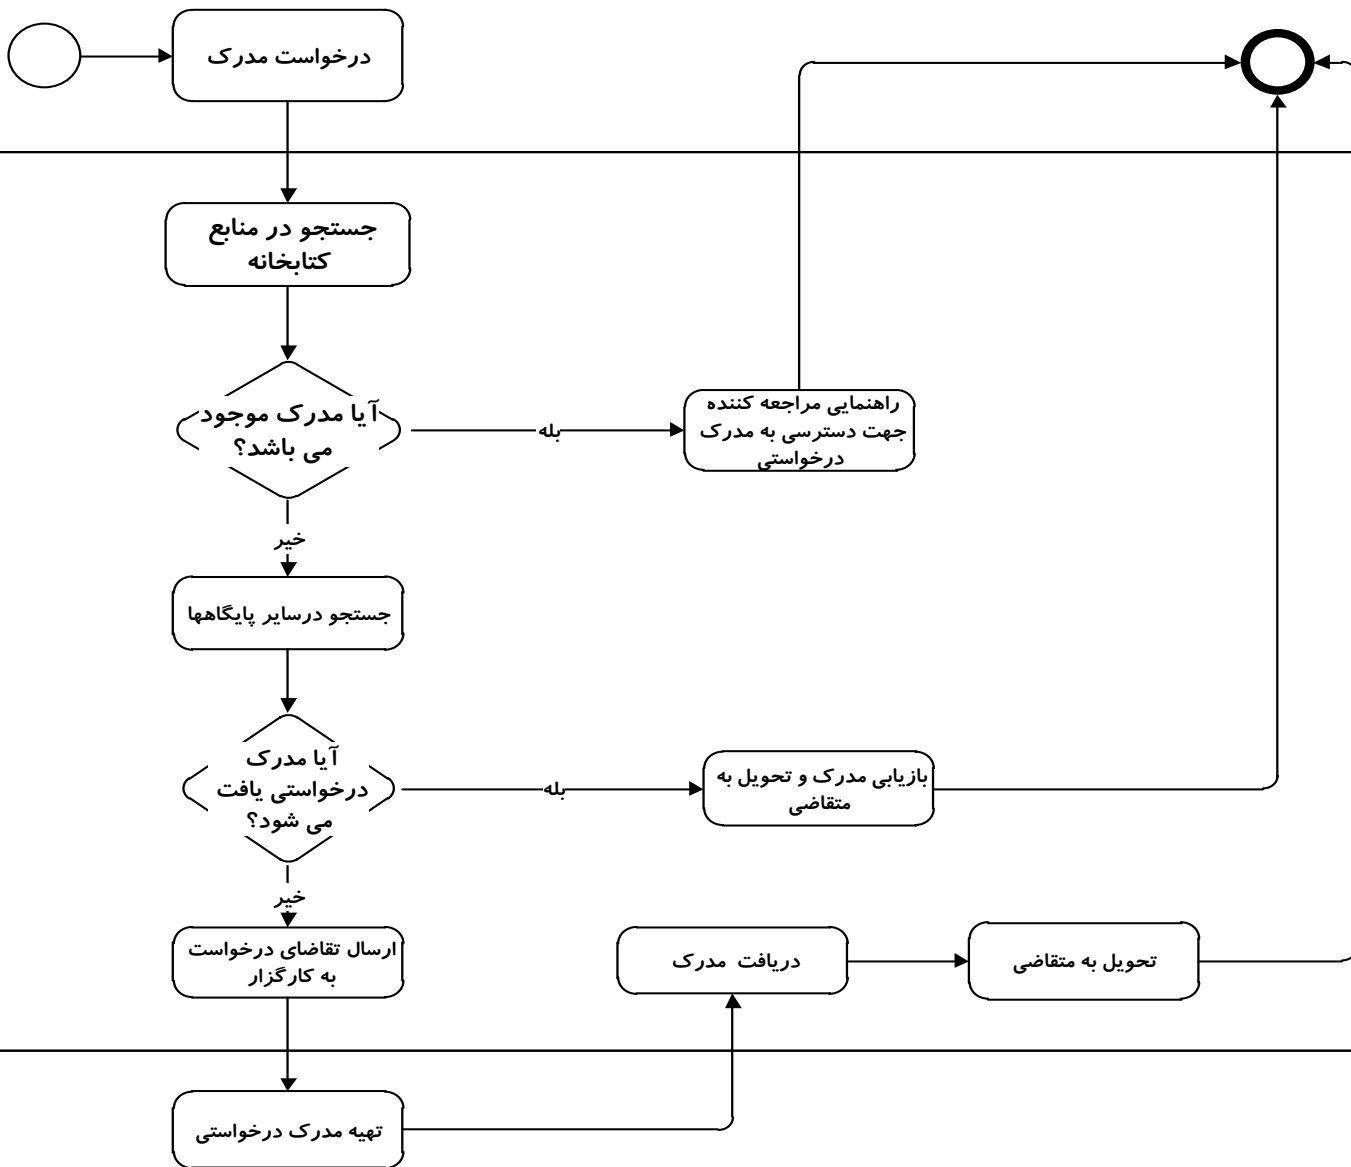 درخواست مدرک
جستجو در منابع
کتابخانه
آیا مدرک موجود
می باشد؟
بله
راهنمایی مراجعه کننده
جهت دسترسی به مدرک
درخواستی
خیر
جستجو درسایر پایگاهها
آیا مدرک
درخواستی یافت
می شود؟
بله
بازیابی مدرک و تحویل به
متقاضی
خیر
ارسال تقاضای درخواست
به کارگزار
دریافت مدرک
تحویل به متقاضی
تهیه مدرک درخواستی